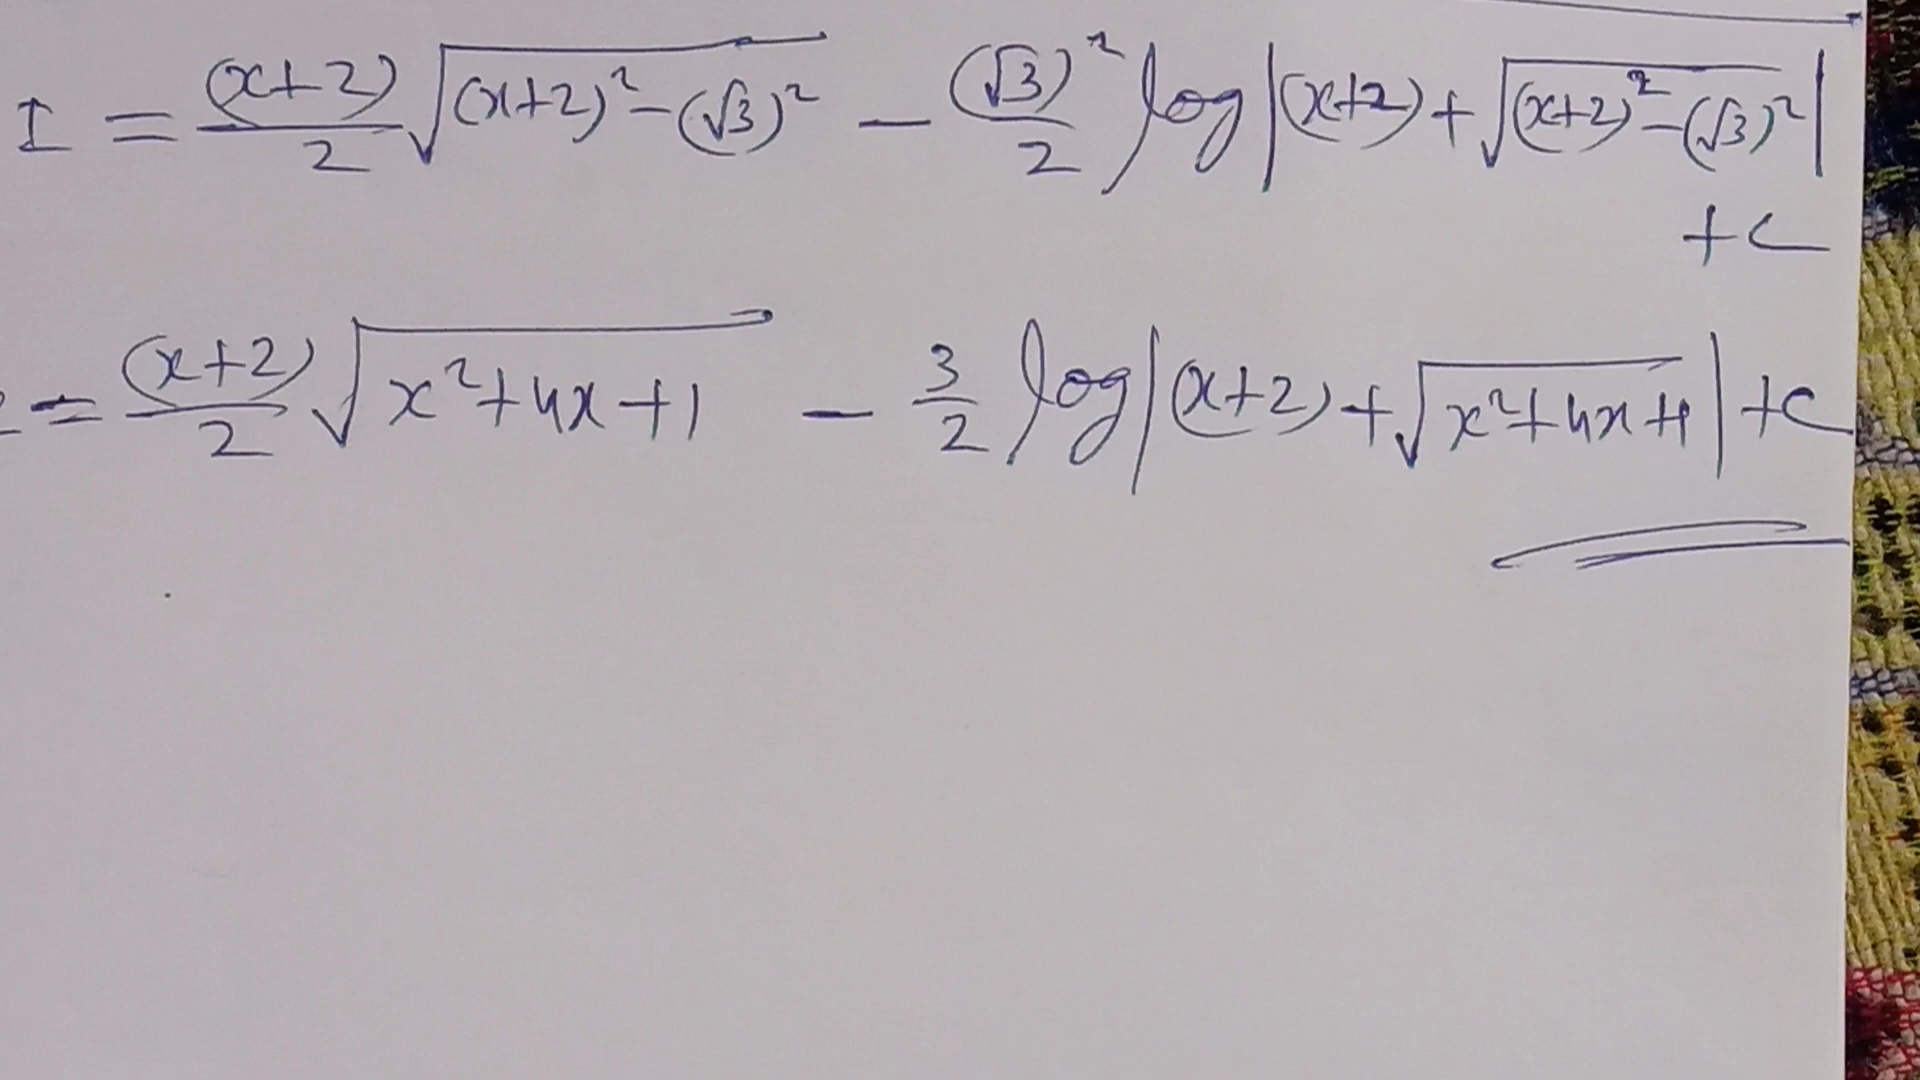 I = (x+2)/2 √((x+2)² - (√3)²) - (√3)²/2 log |(x+2) + √((x+2)² - (√3)²)|
+ C
= (x+2)/2 √(x²+4x+1) - 3/2 log |(x+2) + √(x²+4x+1)| + C